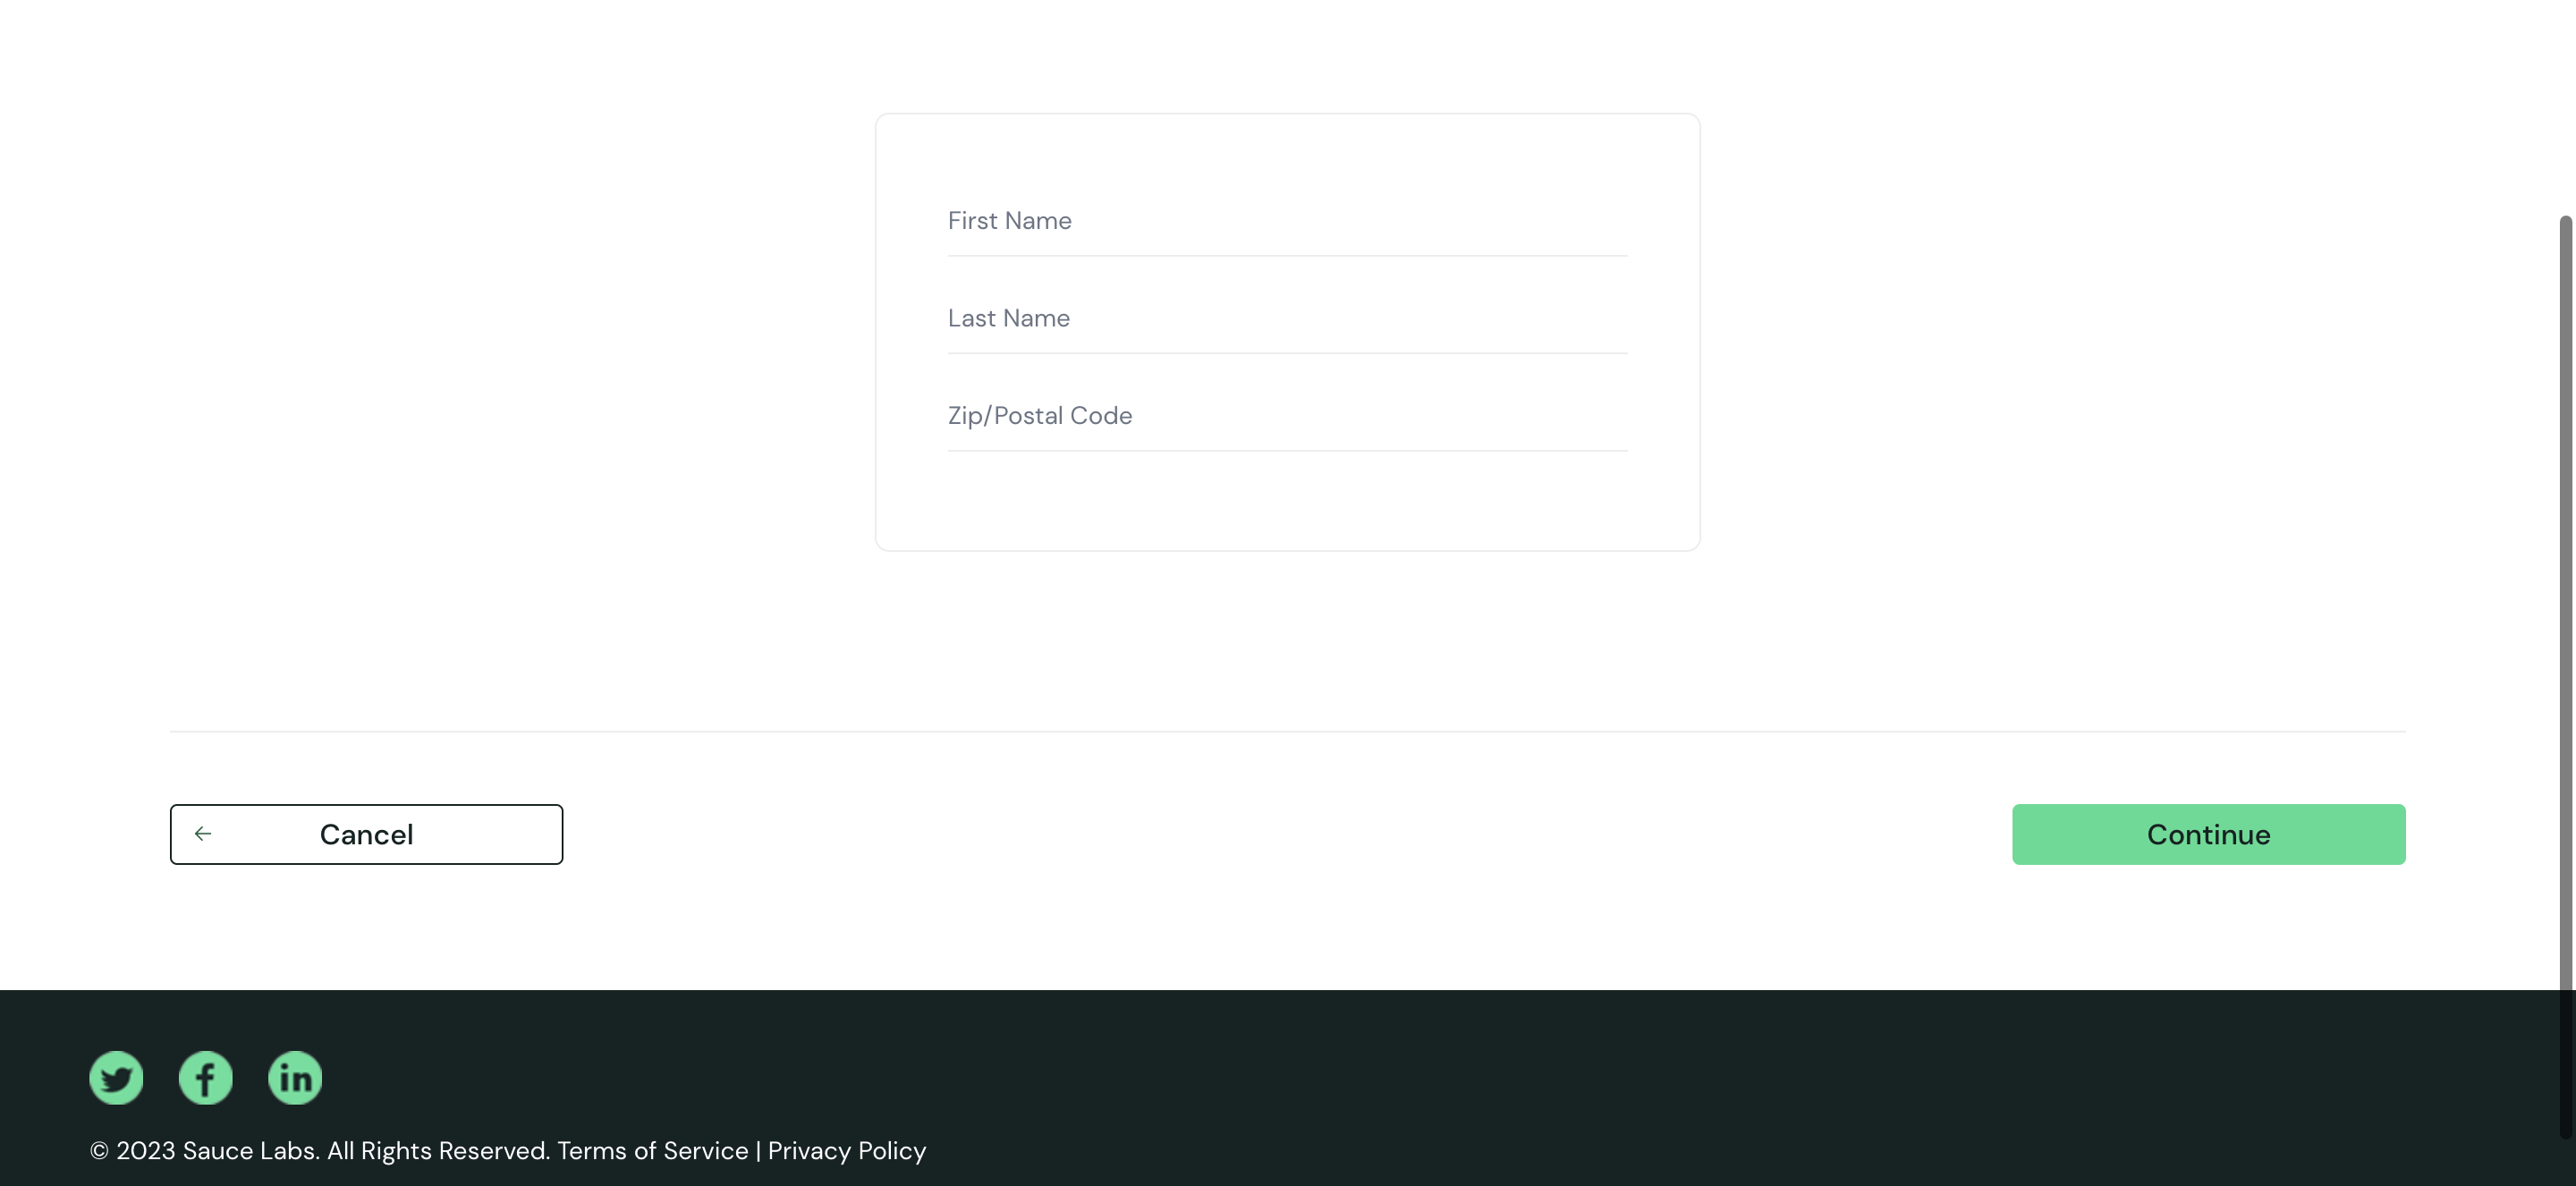 First Name
Last Name
Zip/Postal Code
Cancel
Continue
f
in
© 2023 Sauce Labs. All Rights Reserved. Terms of Service | Privacy Policy